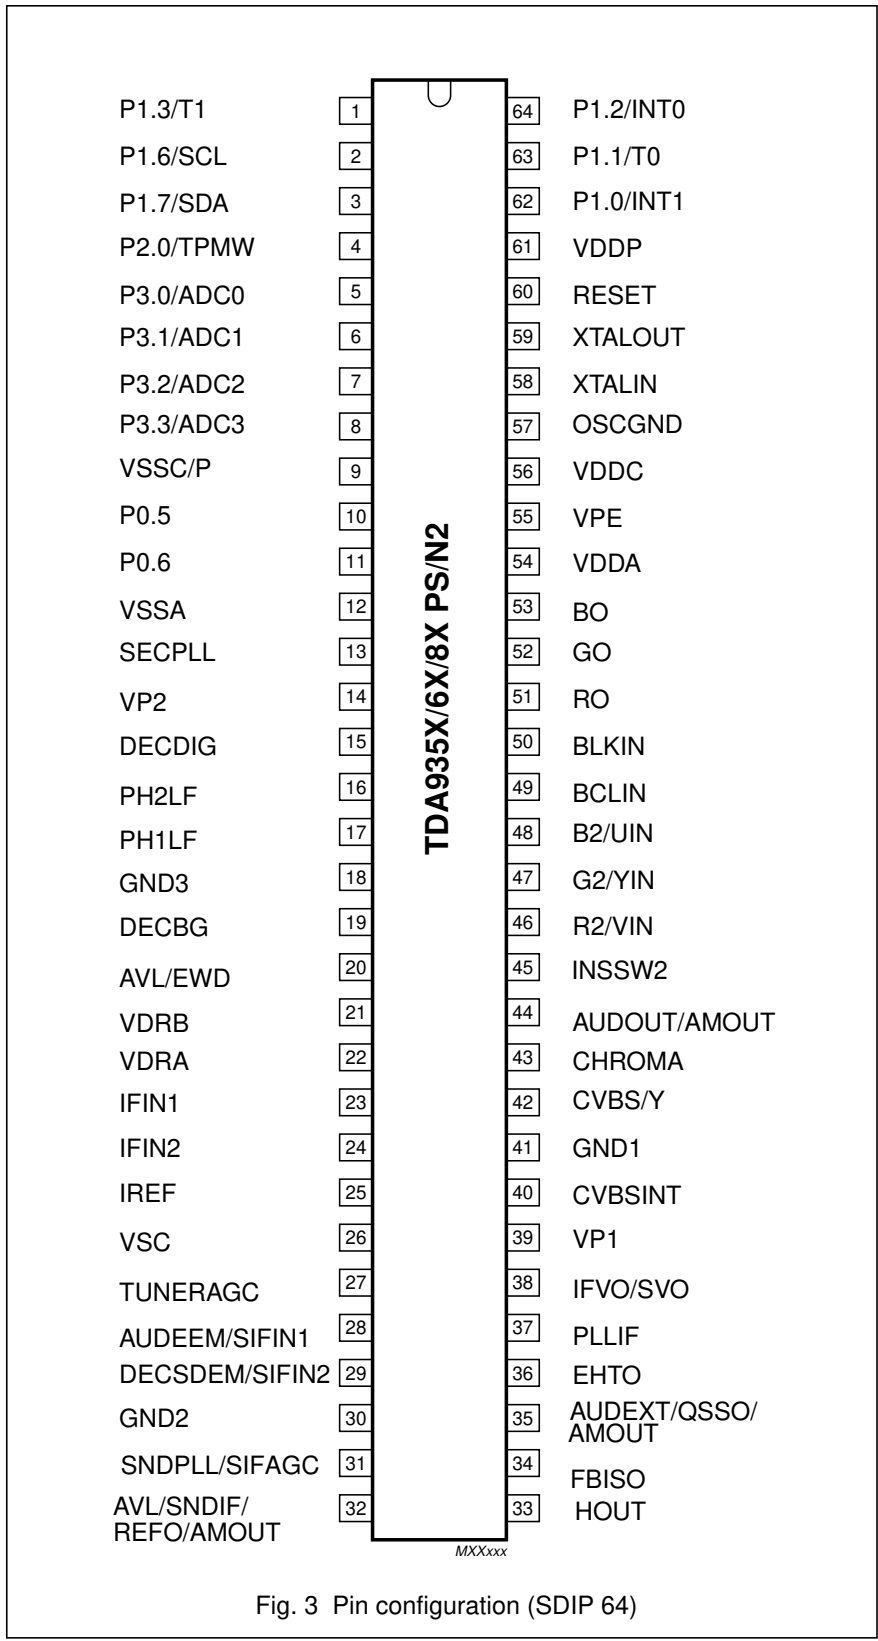 P1.3/T1 1 64 P1.2/INT0
P1.6/SCL 2 63 P1.1/T0
P1.7/SDA 3 62 P1.0/INT1
P2.0/TPMW 4 61 VDDP
P3.0/ADC0 5 60 RESET
P3.1/ADC1 6 59 XTALOUT
P3.2/ADC2 7 58 XTALIN
P3.3/ADC3 8 57 OSCGND
VSSC/P 9 56 VDDC
P0.5 10 55 VPE
P0.6 11 54 VDDA
VSSA 12 53 BO
SECPLL 13 52 GO
VP2 14 51 RO
DECDIG 15 50 BLKIN
PH2LF 16 49 BCLIN
PH1LF 17 48 B2/UIN
GND3 18 47 G2/YIN
DECBG 19 46 R2/VIN
AVL/EWD 20 45 INSSW2
VDRB 21 44 AUDOUT/AMOUT
VDRA 22 43 CHROMA
IFIN1 23 42 CVBS/Y
IFIN2 24 41 GND1
IREF 25 40 CVBSINT
VSC 26 39 VP1
TUNERAGC 27 38 IFVO/SVO
AUDEEM/SIFIN1 28 37 PLLIF
DECSDEM/SIFIN2 29 36 EHTO
GND2 30 35 AUDEXT/QSSO/
AMOUT
SNDPLL/SIFAGC 31 34 FBISO
AVL/SNDIF/ 32 33 HOUT
REFO/AMOUT
TDA935X/6X/8X PS/N2
MXXxxx
Fig. 3 Pin configuration (SDIP 64)